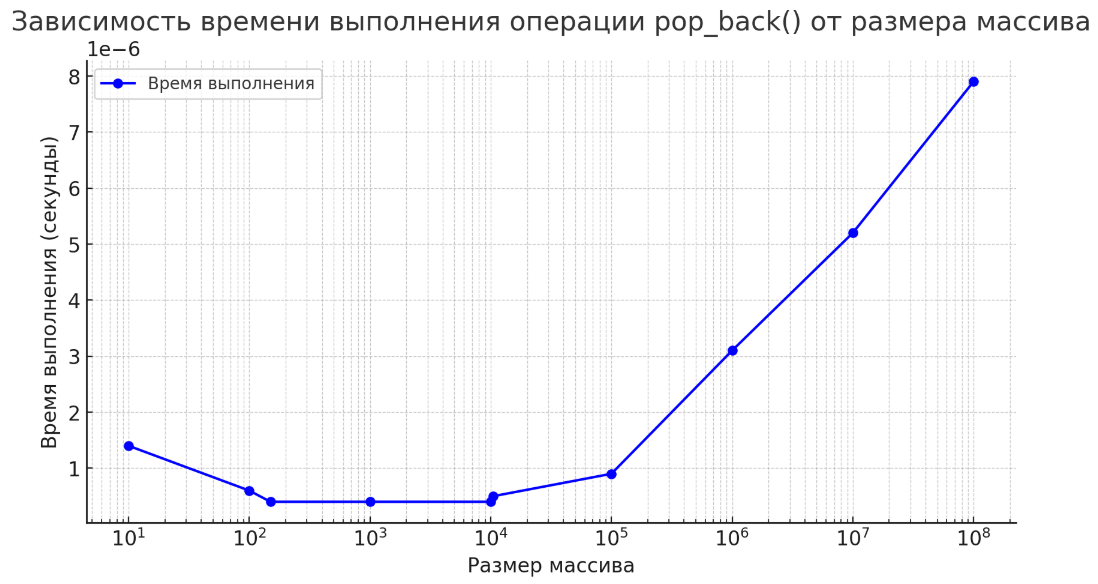 Зависимость времени выполнения операции pop_back() от размера массива
1e−6
Время выполнения
8
7
6
5
4
3
2
1
Время выполнения (секунды)
10¹ 10² 10³ 10⁴ 10⁵ 10⁶ 10⁷ 10⁸
Размер массива